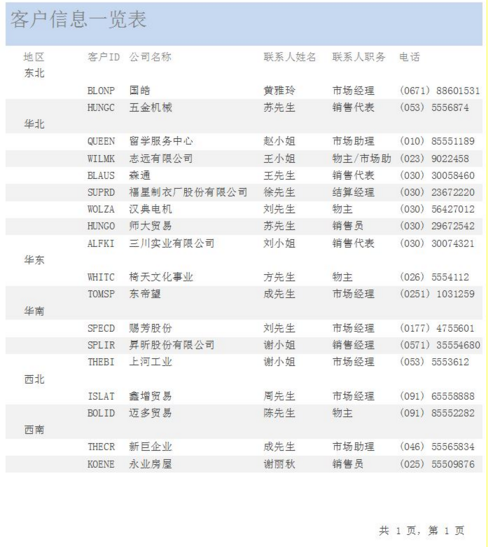 客户信息一览表
地区 客户ID 公司名称 联系人姓名 联系人职务 电话
东北
BLONP 国皓 黄雅玲 市场经理 (0671) 88601531
HUNGC 五金机械 苏先生 销售代表 (053) 5556874
华北
QUEEN 留学服务中心 赵小姐 市场助理 (010) 85551189
WILMK 志远有限公司 王小姐 物主/市场助 (023) 9022458
BLAUS 森通 王先生 销售代表 (030) 30058460
SUPRD 福星制衣厂股份有限公司 徐先生 结算经理 (030) 23672220
WOLZA 汉典电机 刘先生 物主 (030) 56427012
HUNGO 师大贸易 苏先生 销售员 (030) 29672542
ALFKI 三川实业有限公司 刘小姐 销售代表 (030) 30074321
华东
WHITC 椅天文化事业 方先生 物主 (026) 5554112
TOMSP 东帝望 成先生 市场经理 (0251) 1031259
华南
SPECD 赐芳股份 刘先生 市场经理 (0177) 4755601
SPLIR 昇昕股份有限公司 谢小姐 销售经理 (0571) 35554680
THEBI 上河工业 谢小姐 市场经理 (053) 5553612
西北
ISLAT 鑫增贸易 周先生 市场经理 (091) 65558888
BOLID 迈多贸易 陈先生 物主 (091) 85552282
西南
THECR 新巨企业 成先生 市场助理 (046) 55565834
KOENE 永业房屋 谢丽秋 销售员 (025) 55509876
共 1 页, 第 1 页